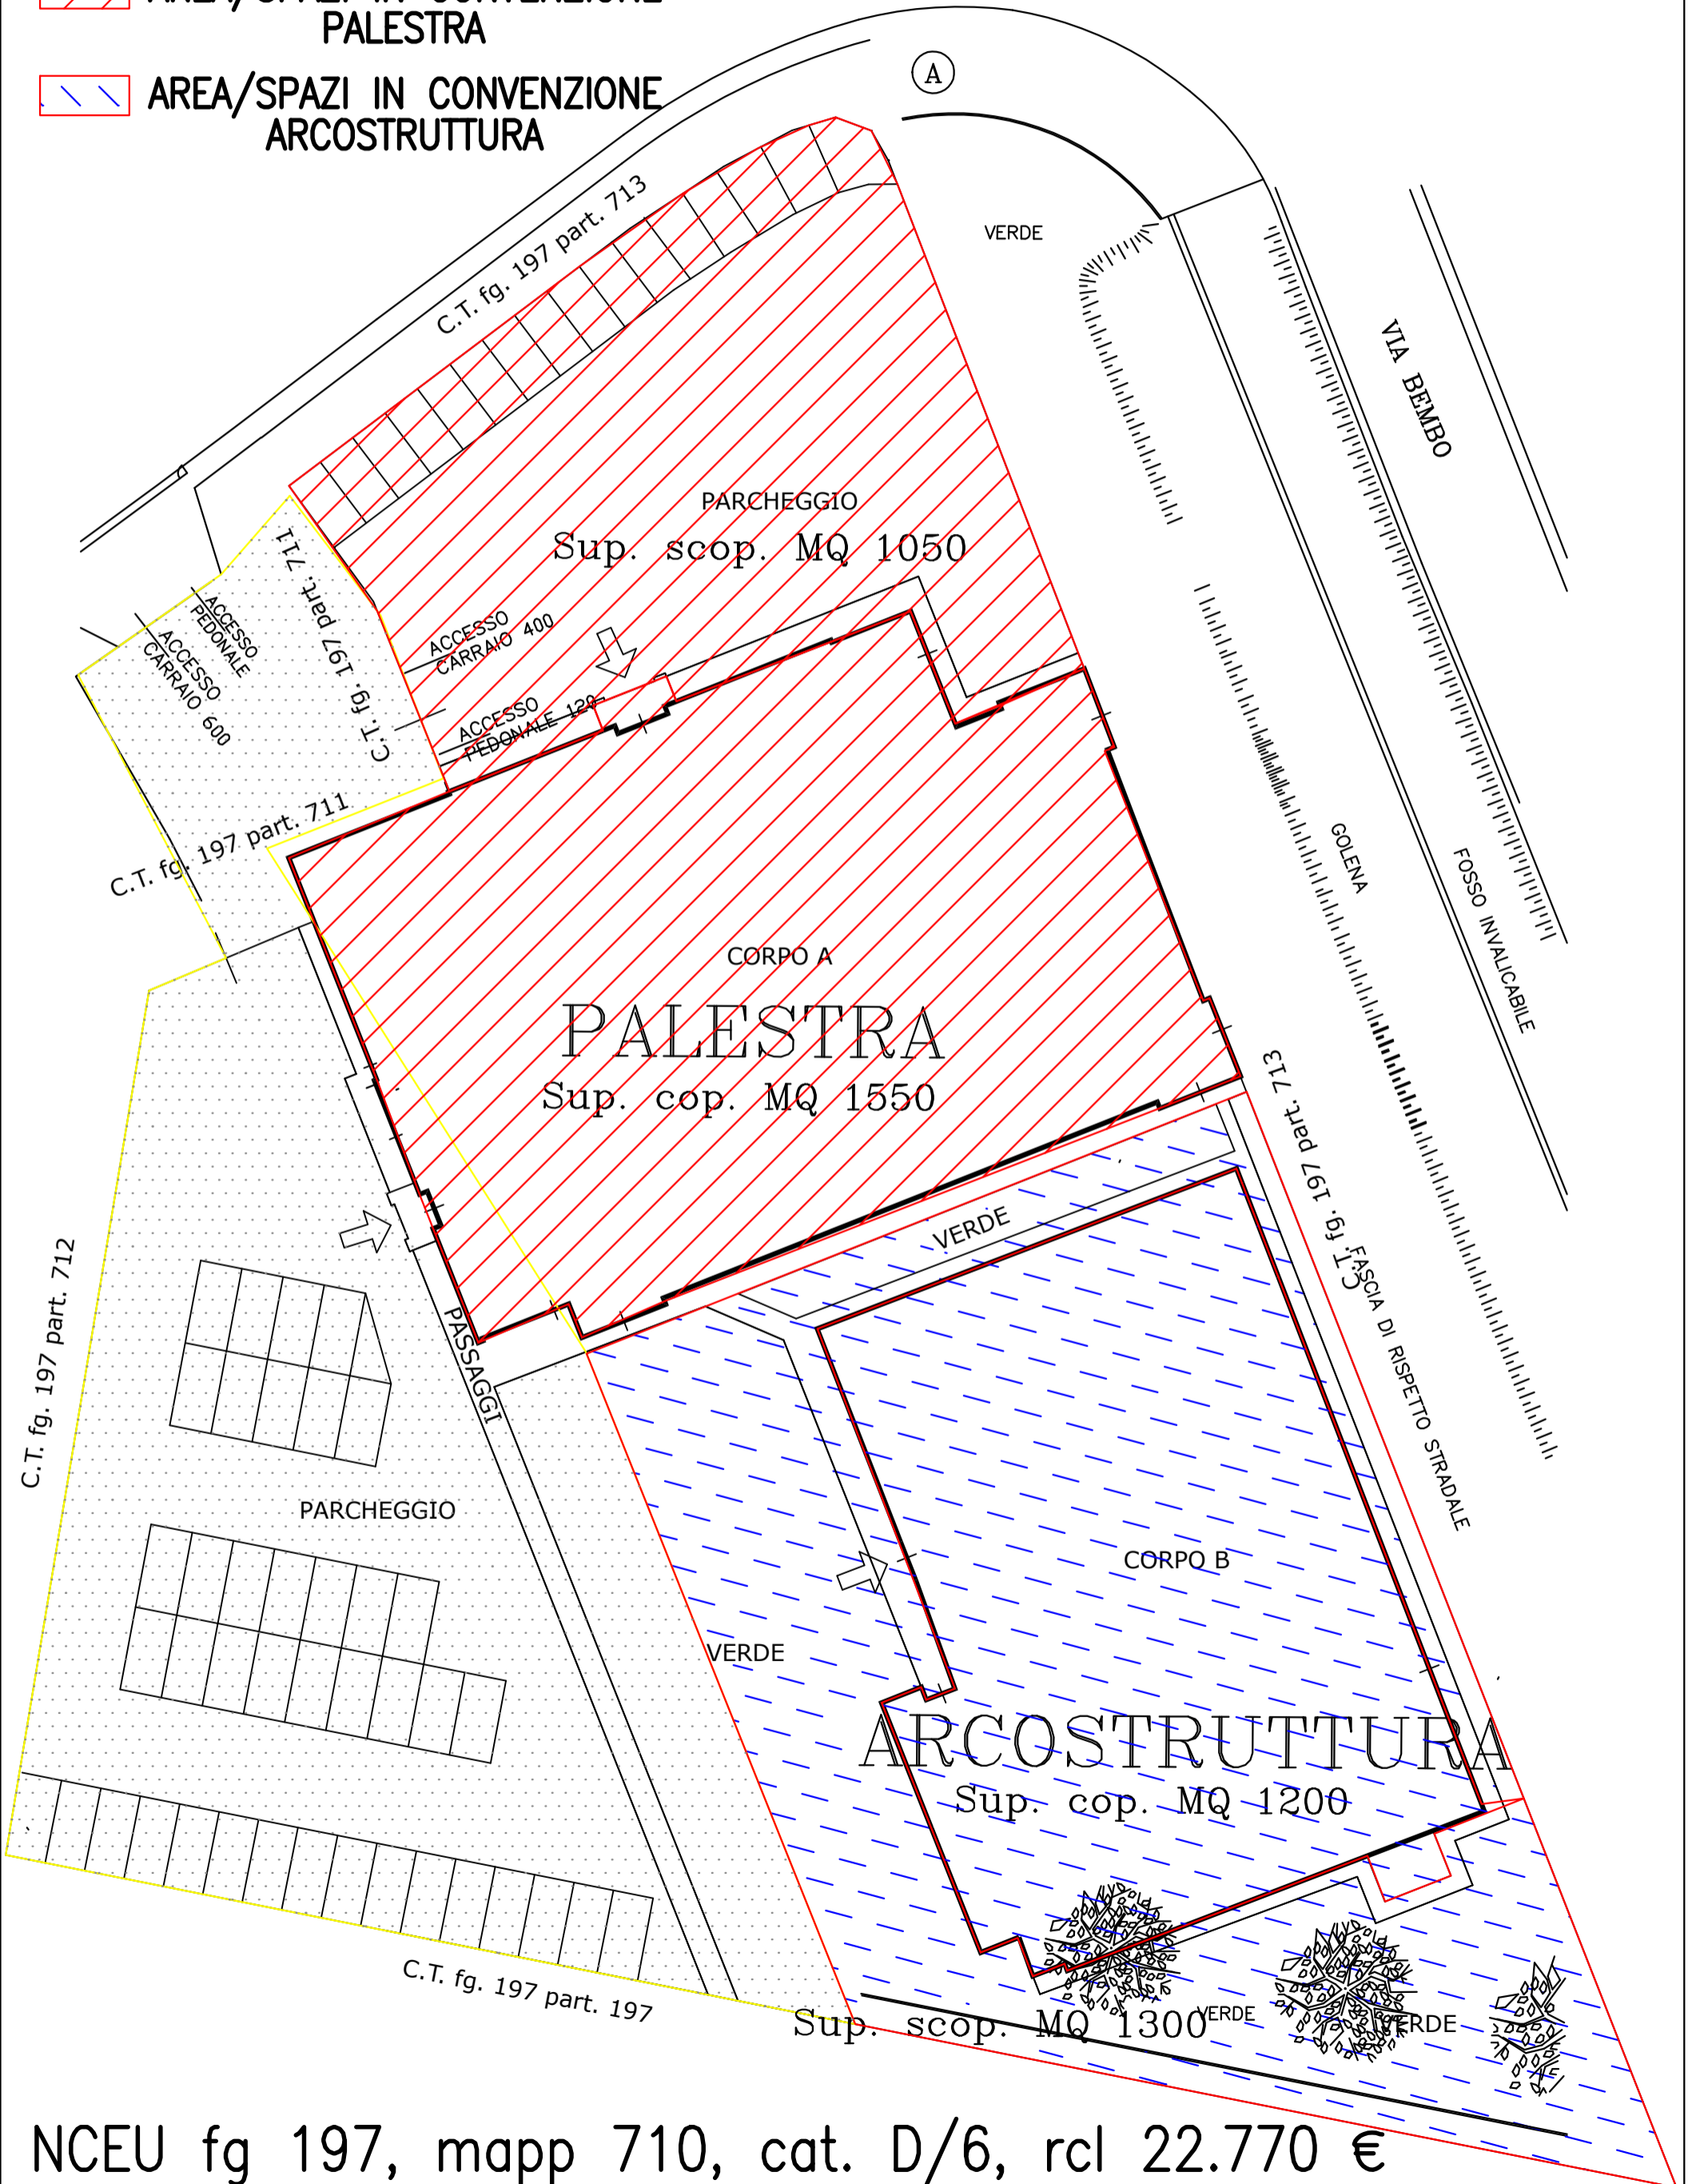 AREA/SPAZI IN CONVENZIONE
PALESTRA
AREA/SPAZI IN CONVENZIONE
ARCOSTRUTTURA
A
C.T. fg. 197 part. 713
VERDE
VIA BEMBO
PARCHEGGIO
Sup. scop. MQ 1050
C.T. fg. 197 part. 711
ACCESSO
PEDONALE
ACCESSO
CARRAIO 600
ACCESSO
CARRAIO 400
ACCESSO
PEDONALE 120
C.T. fg. 197 part. 711
GOLENA
FOSSO INVALICABILE
CORPO A
PALESTRA
Sup. cop. MQ 1550
C.T. fg. 197 part. 713
VERDE
FASCIA DI RISPETTO STRADALE
C.T. fg. 197 part. 712
PASSAGGI
PARCHEGGIO
CORPO B
VERDE
ARCOSTRUTTURA
Sup. cop. MQ 1200
C.T. fg. 197 part. 197
Sup. scop. MQ 1300
VERDE
VERDE
NCEU fg 197, mapp 710, cat. D/6, rcl 22.770 €